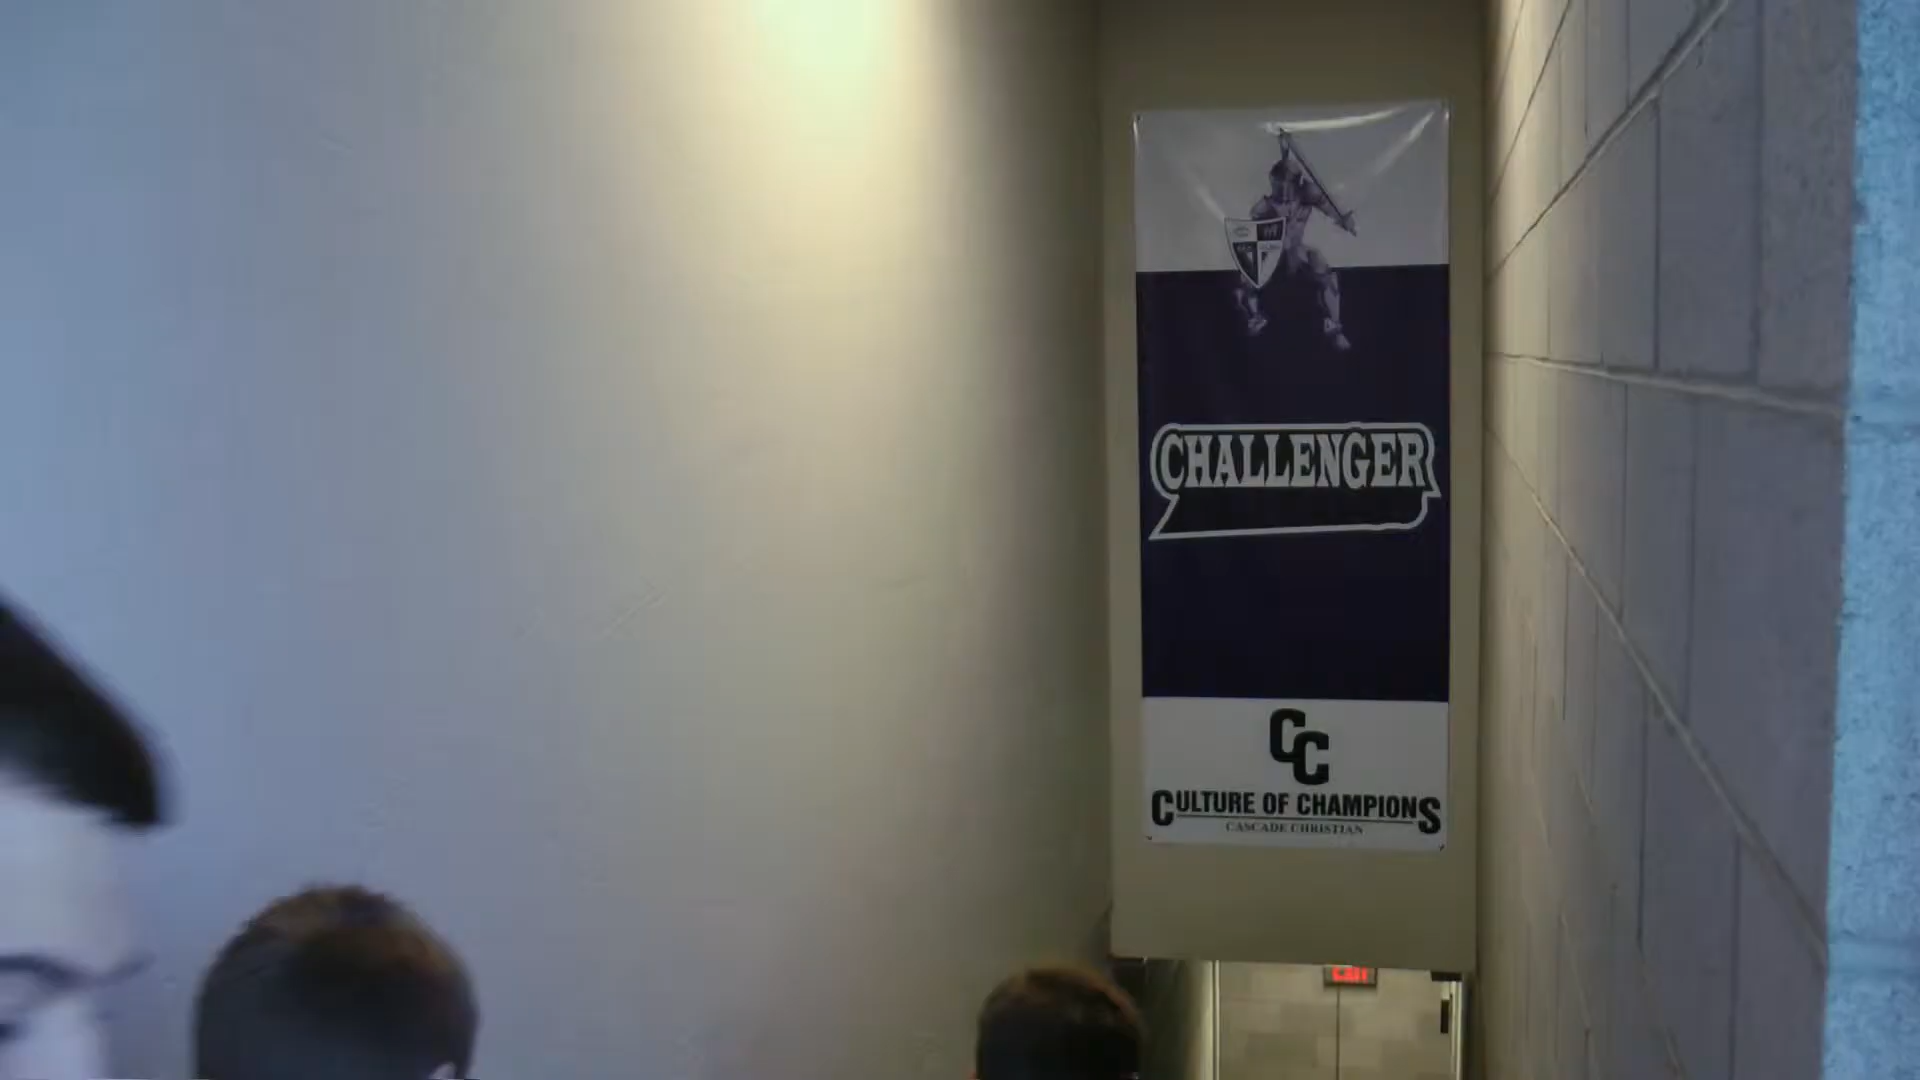 CHALLENGER
CC
CULTURE OF CHAMPIONS
CASCADE CHRISTIAN
EXIT